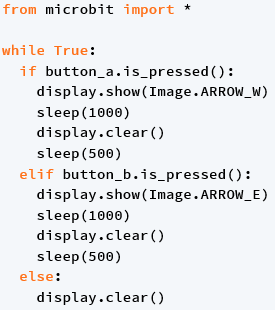 from microbit import *

while True:
  if button_a.is_pressed():
    display.show(Image.ARROW_W)
    sleep(1000)
    display.clear()
    sleep(500)
  elif button_b.is_pressed():
    display.show(Image.ARROW_E)
    sleep(1000)
    display.clear()
    sleep(500)
  else:
    display.clear()